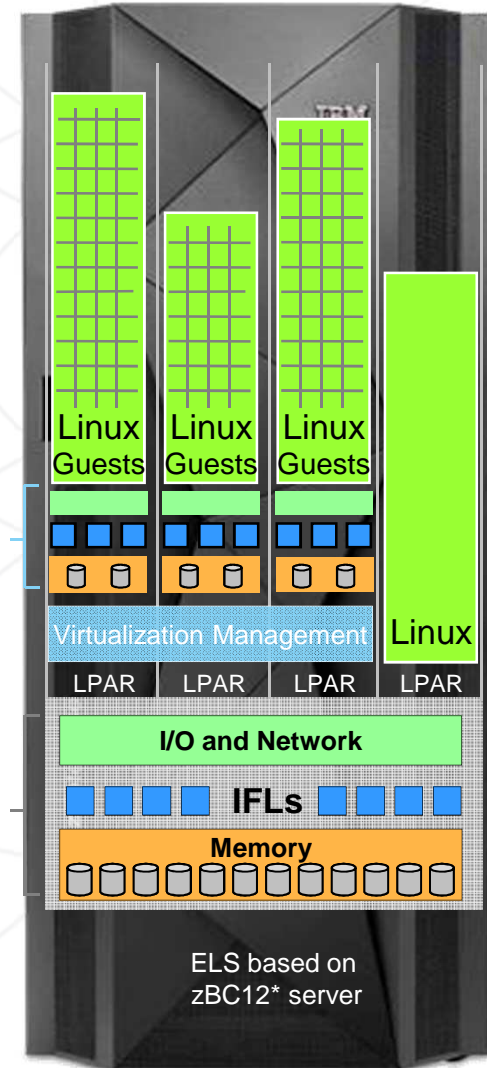 IBM
Linux
Guests
Linux
Guests
Linux
Guests
Virtualization Management
Linux
LPAR
LPAR
LPAR
LPAR
I/O and Network
IFLs
Memory
ELS based on
zBC12* server